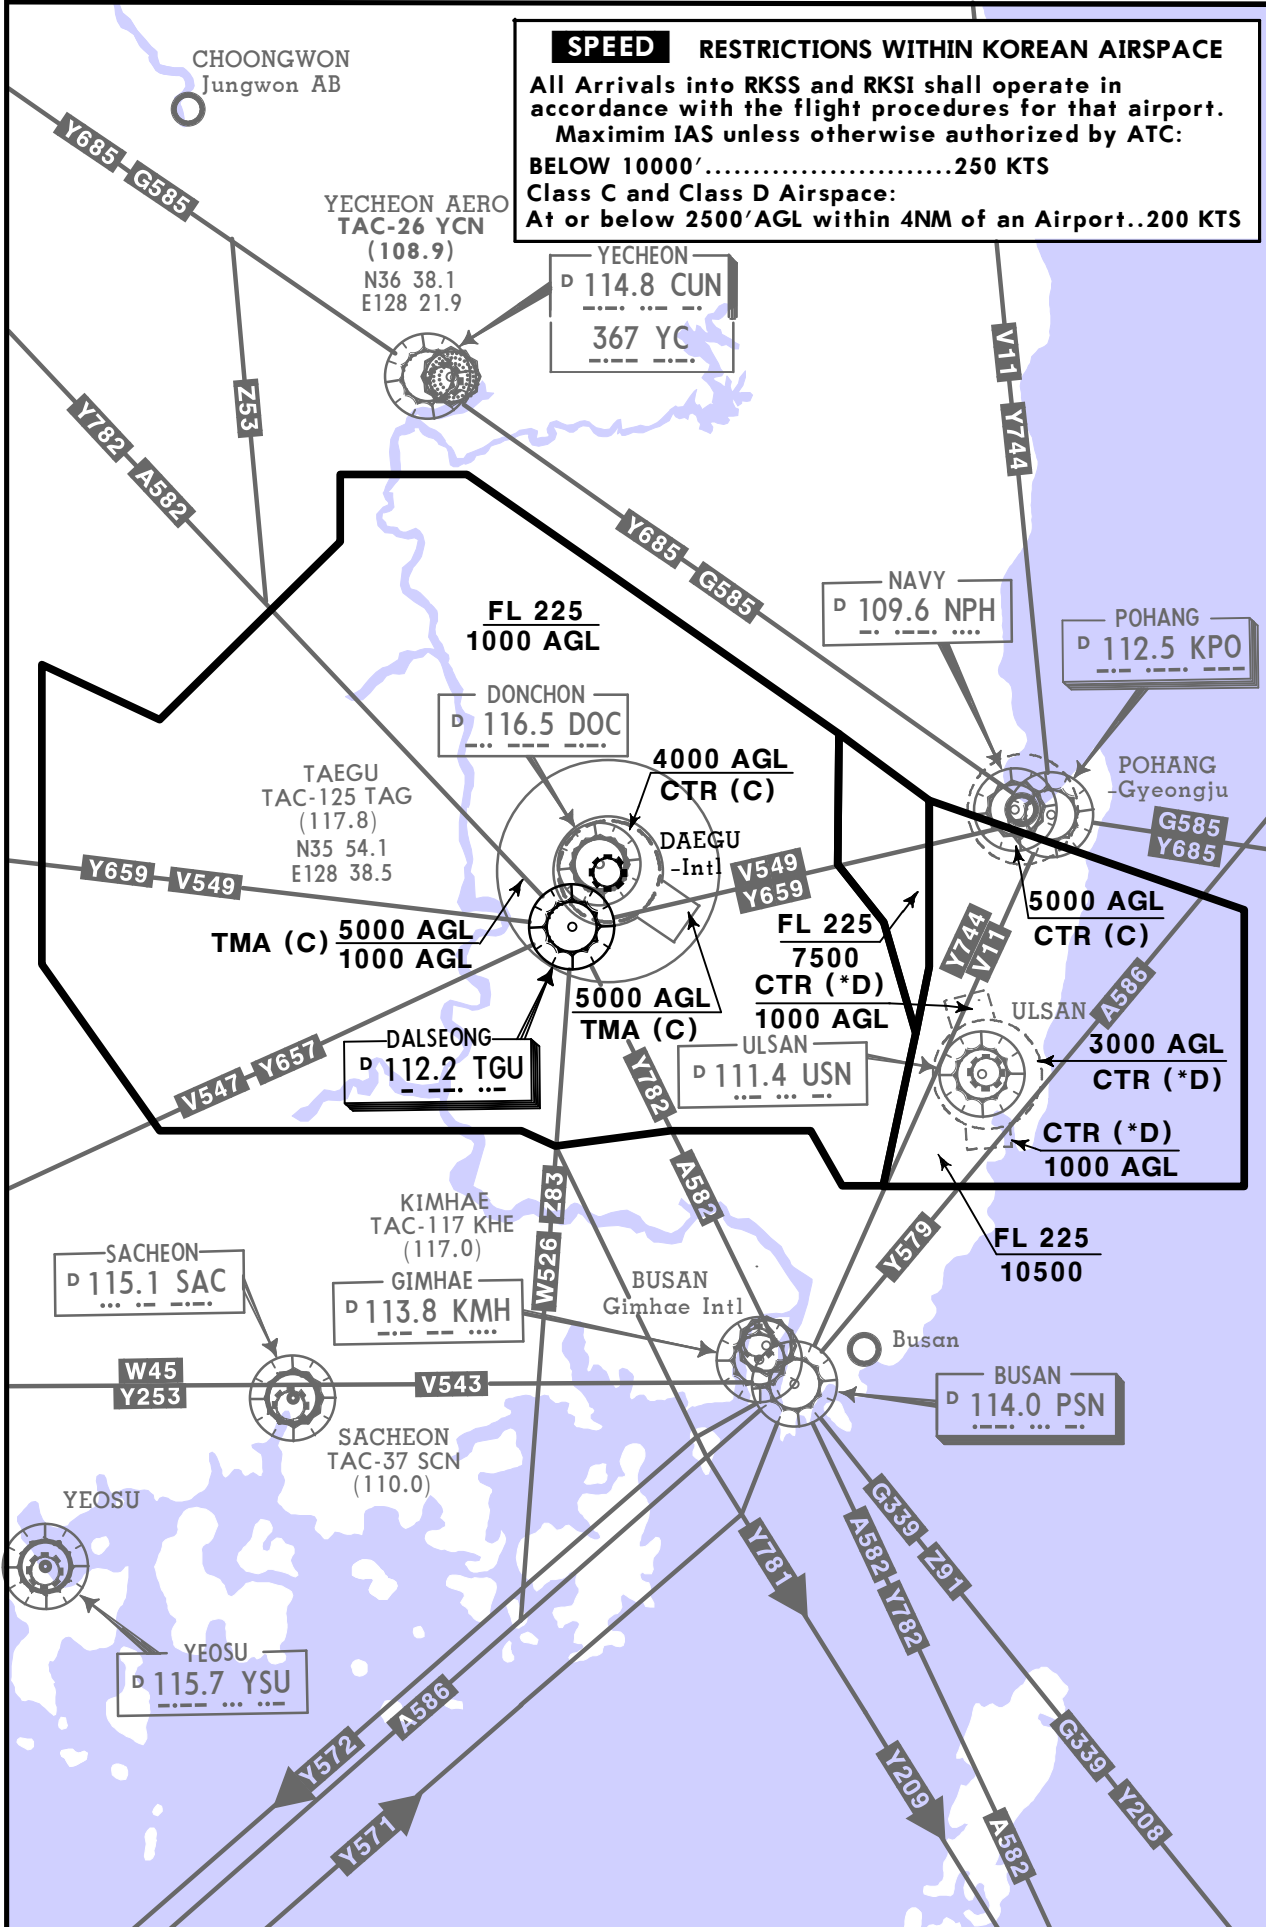 CHOONGWON
Jungwon AB
SPEED RESTRICTIONS WITHIN KOREAN AIRSPACE
All Arrivals into RKSS and RKSI shall operate in
accordance with the flight procedures for that airport.
Maximim IAS unless otherwise authorized by ATC:
BELOW 10000'..........................250 KTS
Class C and Class D Airspace:
At or below 2500'AGL within 4NM of an Airport..200 KTS
Y685
G585
YECHEON AERO
TAC-26 YCN
(108.9)
N36 38.1
E128 21.9
YECHEON
D 114.8 CUN
367 YC
V11
Y744
Z53
Y782
A582
Y685
G585
FL 225
1000 AGL
NAVY
D 109.6 NPH
POHANG
D 112.5 KPO
DONCHON
D 116.5 DOC
4000 AGL
CTR (C)
TAEGU
TAC-125 TAG
(117.8)
N35 54.1
E128 38.5
POHANG
-Gyeongju
G585
Y685
DAEGU
-Intl
Y659
V549
V549
Y659
TMA (C)
5000 AGL
1000 AGL
5000 AGL
CTR (C)
FL 225
7500
Y744
V11
CTR (*D)
1000 AGL
5000 AGL
TMA (C)
A586
ULSAN
3000 AGL
CTR (*D)
DALSEONG
D 112.2 TGU
ULSAN
D 111.4 USN
V547
Y657
Y782
CTR (*D)
1000 AGL
A582
Z83
W526
KIMHAE
TAC-117 KHE
(117.0)
Y579
FL 225
10500
SACHEON
D 115.1 SAC
GIMHAE
D 113.8 KMH
BUSAN
Gimhae Intl
Busan
W45
Y253
V543
BUSAN
D 114.0 PSN
SACHEON
TAC-37 SCN
(110.0)
YEOSU
Y781
A582
Y782
G339
Z91
YEOSU
D 115.7 YSU
A586
Y572
Y571
Y209
A582
G339
Y208